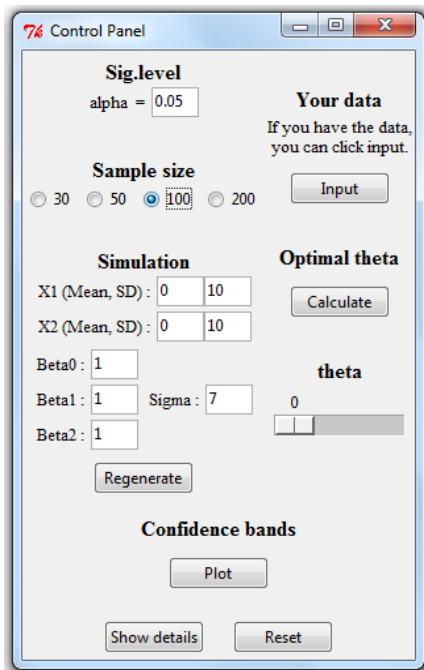 Control Panel
Sig.level
alpha = 0.05
Your data
If you have the data,
you can click input.
Input
Sample size
30 50 100 200
Simulation
X1 (Mean, SD) : 0 10
X2 (Mean, SD) : 0 10
Optimal theta
Calculate
Beta0 : 1
Beta1 : 1 Sigma : 7
Beta2 : 1
theta
0
Regenerate
Confidence bands
Plot
Show details Reset